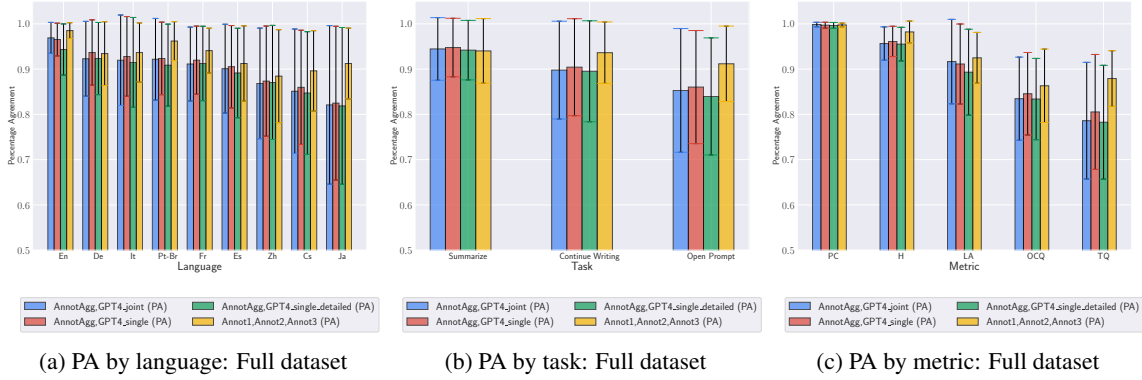 1.0
0.9
0.8
0.7
0.6
0.5
Percentage Agreement
En De It Pt-Br Fr Es Zh Cs Ja
Language
AnnotAgg,GPT4_joint (PA) AnnotAgg,GPT4_single_detailed (PA)
AnnotAgg,GPT4_single (PA) Annot1,Annot2,Annot3 (PA)
(a) PA by language: Full dataset
1.0
0.9
0.8
0.7
0.6
0.5
Percentage Agreement
Summarize Continue Writing Open Prompt
Task
AnnotAgg,GPT4_joint (PA) AnnotAgg,GPT4_single_detailed (PA)
AnnotAgg,GPT4_single (PA) Annot1,Annot2,Annot3 (PA)
(b) PA by task: Full dataset
1.0
0.9
0.8
0.7
0.6
0.5
Percentage Agreement
PC H LA OCQ TQ
Metric
AnnotAgg,GPT4_joint (PA) AnnotAgg,GPT4_single_detailed (PA)
AnnotAgg,GPT4_single (PA) Annot1,Annot2,Annot3 (PA)
(c) PA by metric: Full dataset